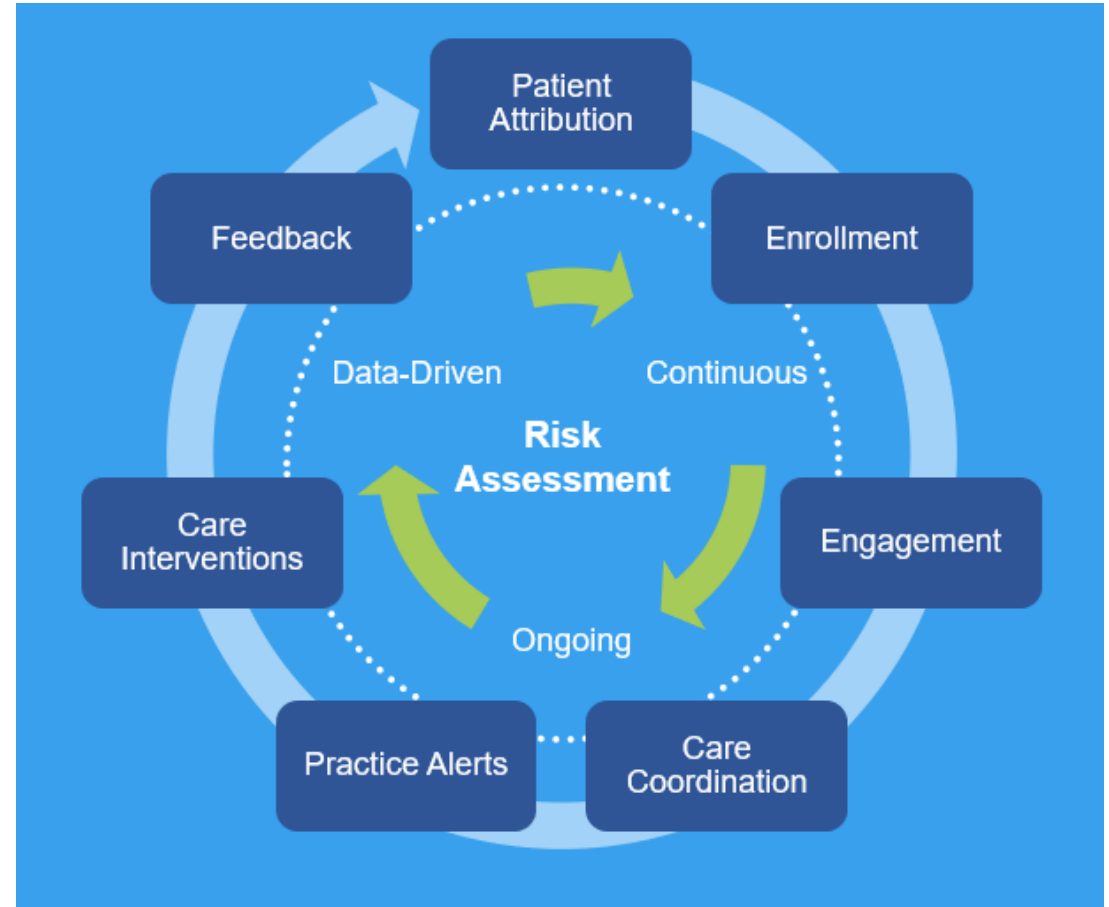 Patient
Attribution
Feedback
Enrollment
Data-Driven
Continuous
Risk
Assessment
Care
Interventions
Engagement
Ongoing
Practice Alerts
Care
Coordination